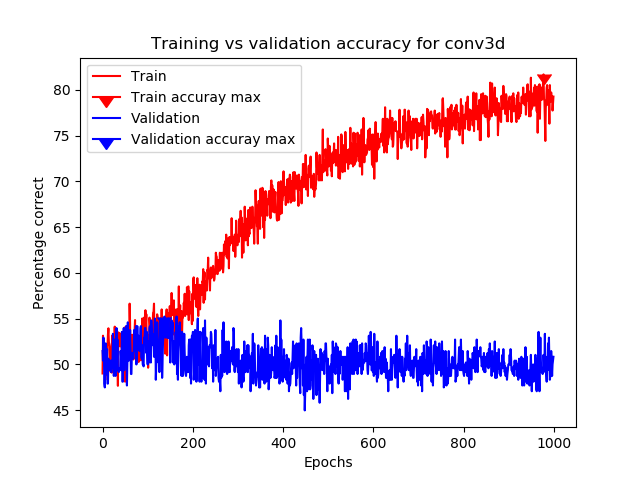 Training vs validation accuracy for conv3d
Train
Train accuray max
Validation
Validation accuray max
Percentage correct
80
75
70
65
60
55
50
45
0 200 400 600 800 1000
Epochs